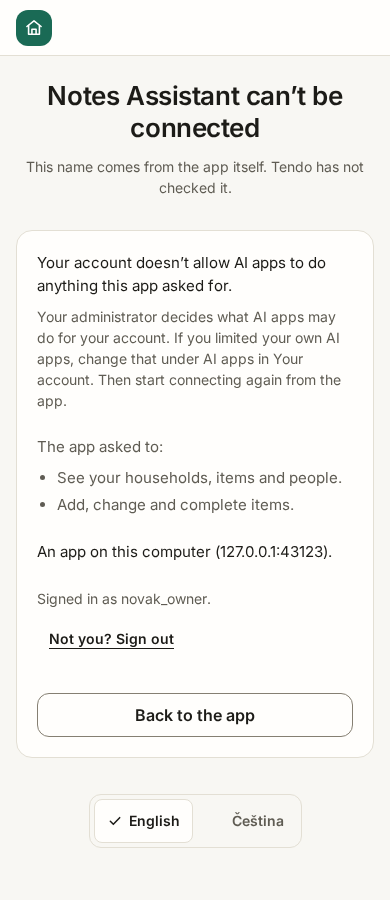 Notes Assistant can’t be
connected
This name comes from the app itself. Tendo has not
checked it.
Your account doesn’t allow AI apps to do
anything this app asked for.
Your administrator decides what AI apps may
do for your account. If you limited your own AI
apps, change that under AI apps in Your
account. Then start connecting again from the
app.
The app asked to:
• See your households, items and people.
• Add, change and complete items.
An app on this computer (127.0.0.1:43123).
Signed in as novak_owner.
Not you? Sign out
Back to the app
English
Čeština